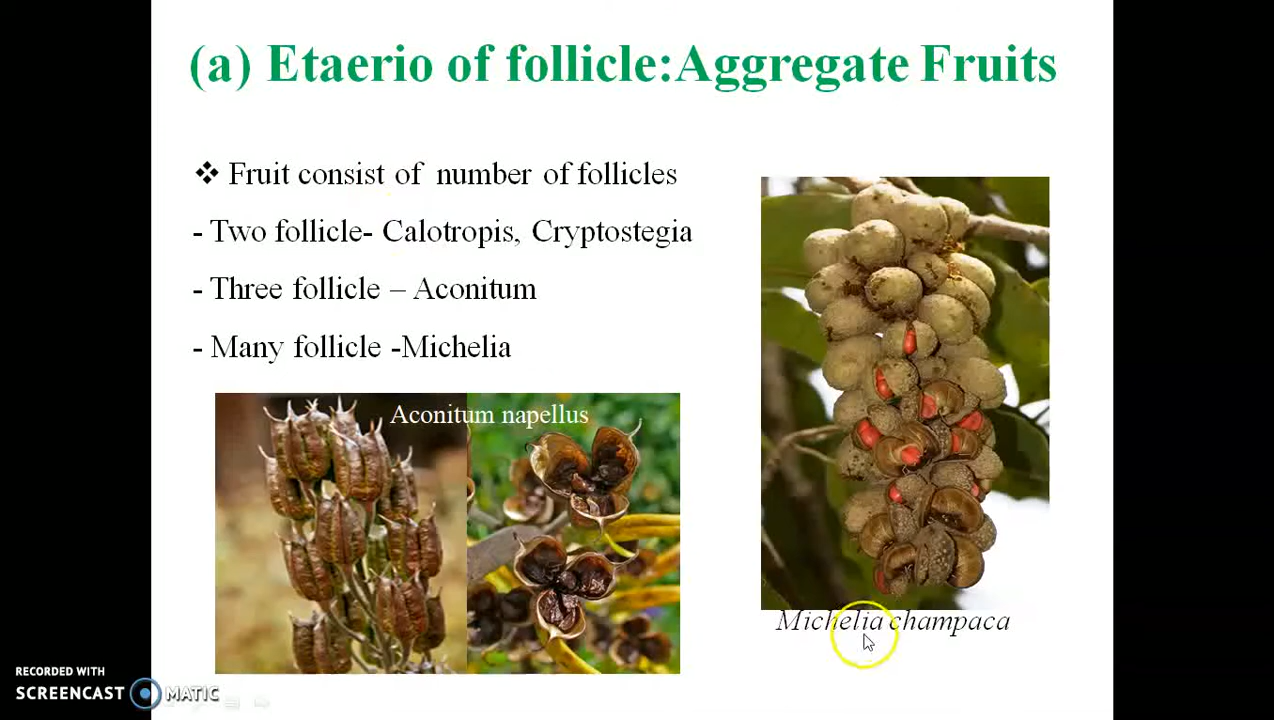 (a) Etaerio of follicle:Aggregate Fruits
❖ Fruit consist of number of follicles
- Two follicle- Calotropis, Cryptostegia
- Three follicle – Aconitum
- Many follicle -Michelia
Aconitum napellus
Michelia champaca
RECORDED WITH
SCREENCAST MATIC